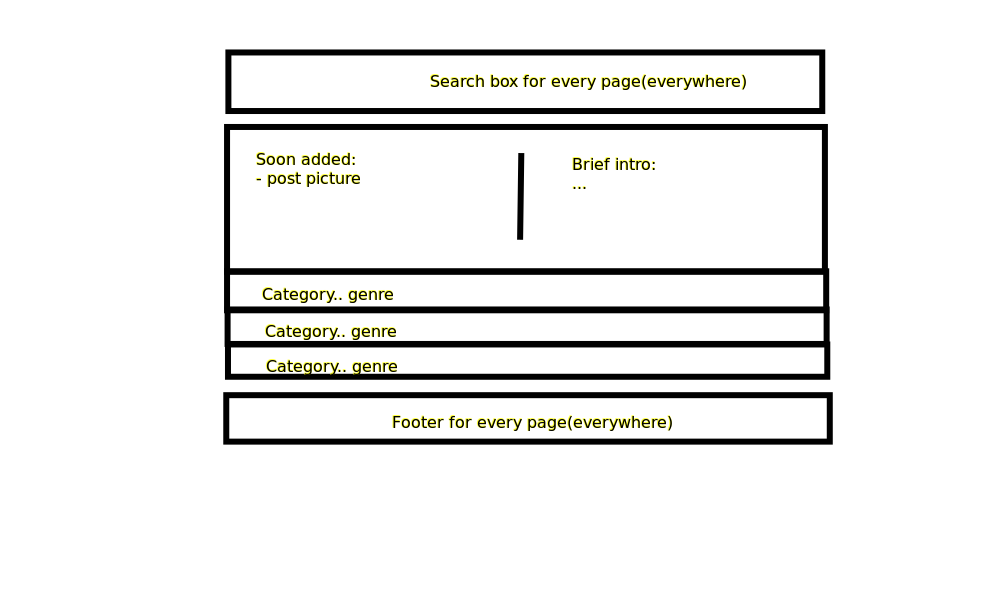 Search box for every page(everywhere)
Soon added:
- post picture
Brief intro:
...
Category.. genre
Category.. genre
Category.. genre
Footer for every page(everywhere)